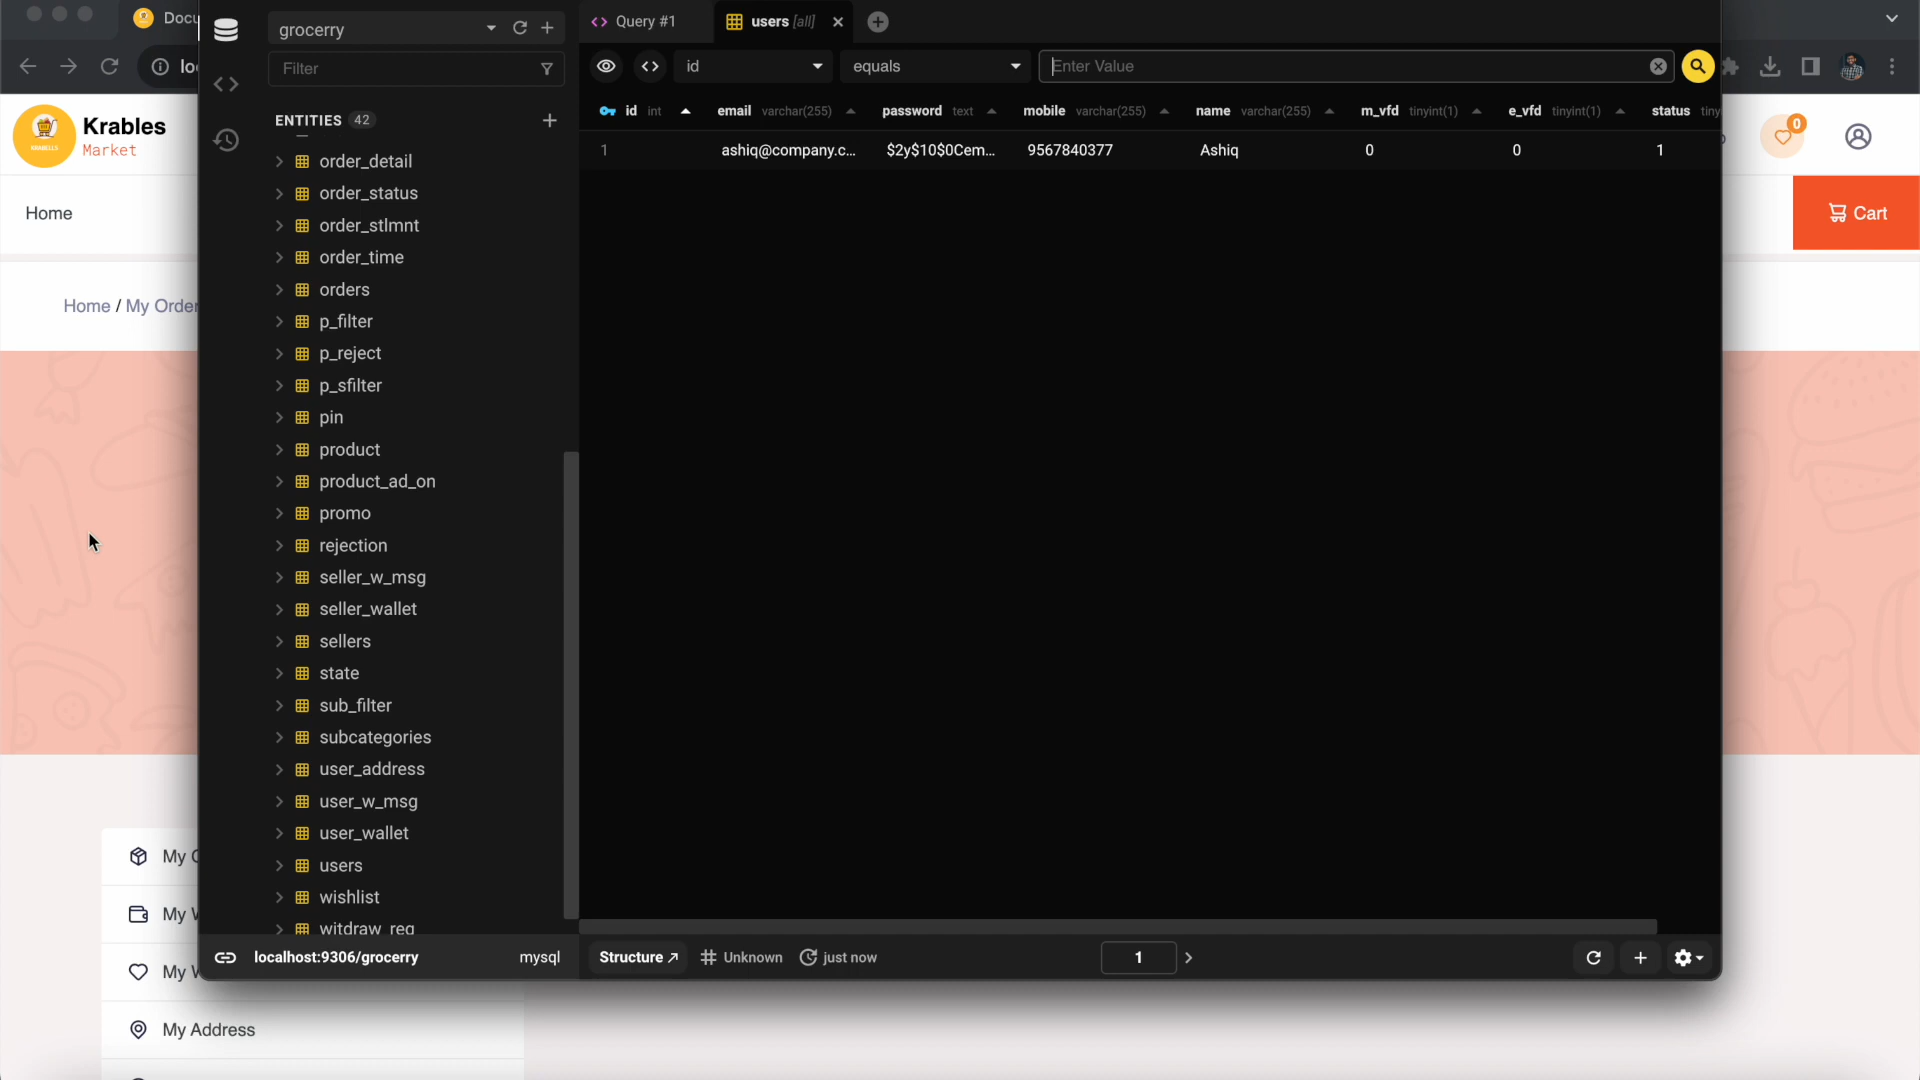 Docu
grocerry
Query #1
users [all]
lo
Filter
id
equals
Enter Value
ENTITIES 42
id int
email varchar(255)
password text
mobile varchar(255)
name varchar(255)
m_vfd tinyint(1)
e_vfd tinyint(1)
status tiny
1
ashiq@company.c...
$2y$10$0Cem...
9567840377
Ashiq
0
0
1
KRABELLS
Krables
Market
0
Home
Cart
Home / My Order
order_detail
order_status
order_stlmnt
order_time
orders
p_filter
p_reject
p_sfilter
pin
product
product_ad_on
promo
rejection
seller_w_msg
seller_wallet
sellers
state
sub_filter
subcategories
user_address
user_w_msg
user_wallet
users
wishlist
witdraw_req
My O
My W
My W
My Address
localhost:9306/grocerry
mysql
Structure
Unknown
just now
1